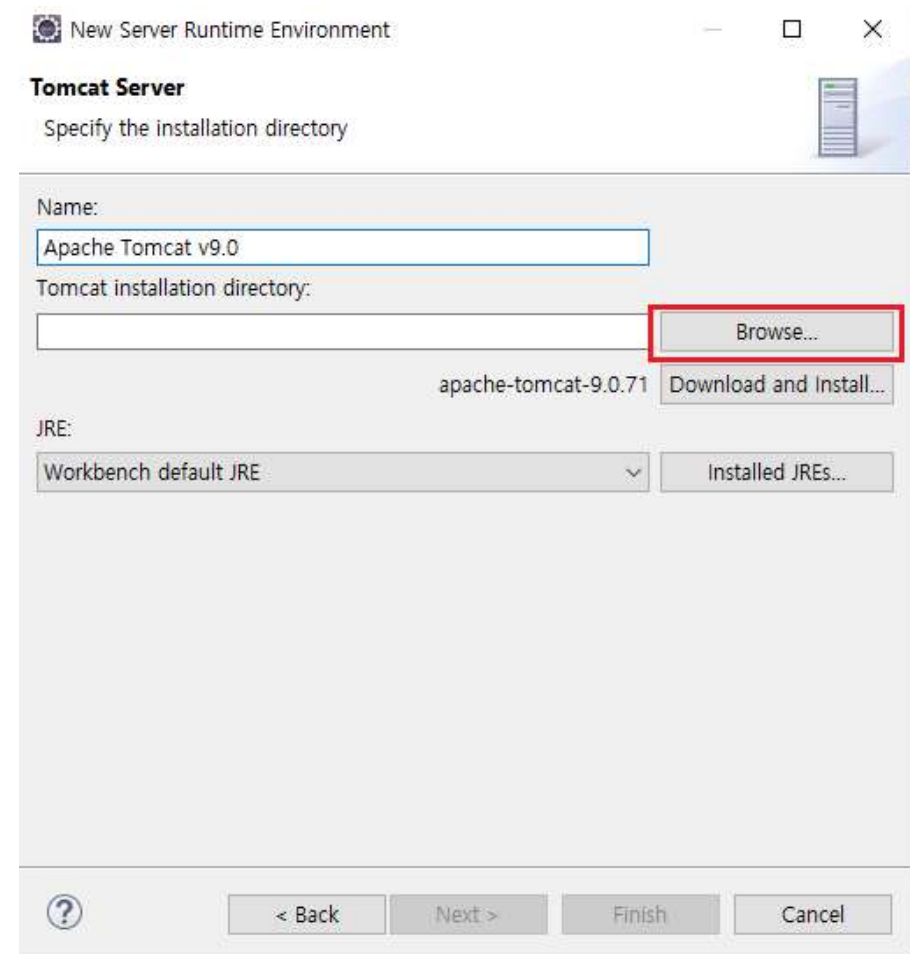 New Server Runtime Environment
Tomcat Server
Specify the installation directory
Name:
Apache Tomcat v9.0
Tomcat installation directory:
Browse...
apache-tomcat-9.0.71 Download and Install...
JRE:
Workbench default JRE Installed JREs...
? < Back Next > Finish Cancel